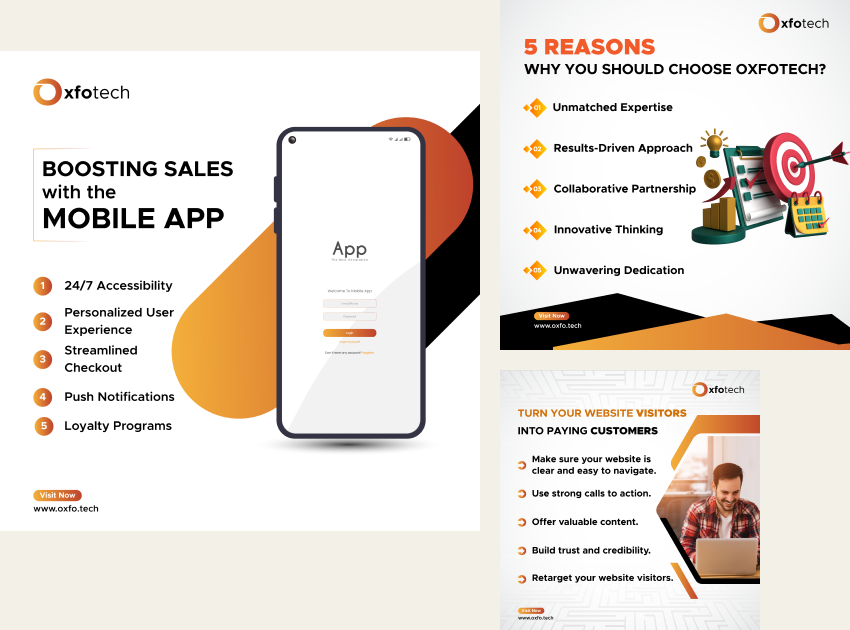 Oxfotech
BOOSTING SALES
with the
MOBILE APP
1 24/7 Accessibility
2 Personalized User
Experience
3 Streamlined
Checkout
4 Push Notifications
5 Loyalty Programs
Visit Now
www.oxfo.tech
App
Welcome To Mobile App
Oxfotech
5 REASONS
WHY YOU SHOULD CHOOSE OXFOTECH?
01 Unmatched Expertise
02 Results-Driven Approach
03 Collaborative Partnership
04 Innovative Thinking
05 Unwavering Dedication
Visit Now
www.oxfo.tech
Oxfotech
TURN YOUR WEBSITE VISITORS
INTO PAYING CUSTOMERS
Make sure your website is
clear and easy to navigate.
Use strong calls to action.
Offer valuable content.
Build trust and credibility.
Retarget your website visitors.
Visit Now
www.oxfo.tech